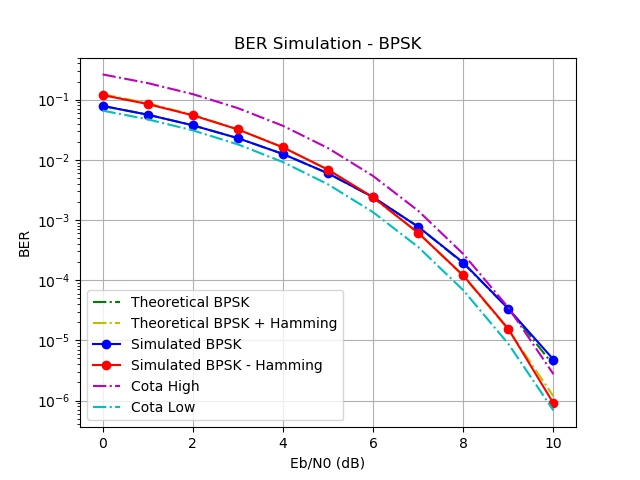 BER Simulation - BPSK
BER
10⁻¹
10⁻²
10⁻³
10⁻⁴
10⁻⁵
10⁻⁶
Theoretical BPSK
Theoretical BPSK + Hamming
Simulated BPSK
Simulated BPSK - Hamming
Cota High
Cota Low
0 2 4 6 8 10
Eb/N0 (dB)